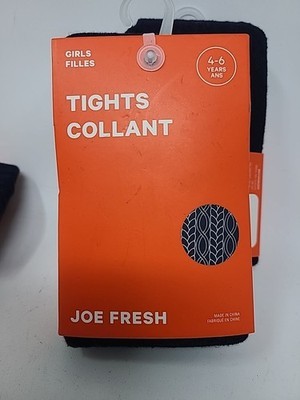 GIRLS
FILLES
4-6
YEARS
ANS
TIGHTS
COLLANT
JOE FRESH
MADE IN CHINA
FABRIQUÉ EN CHINE